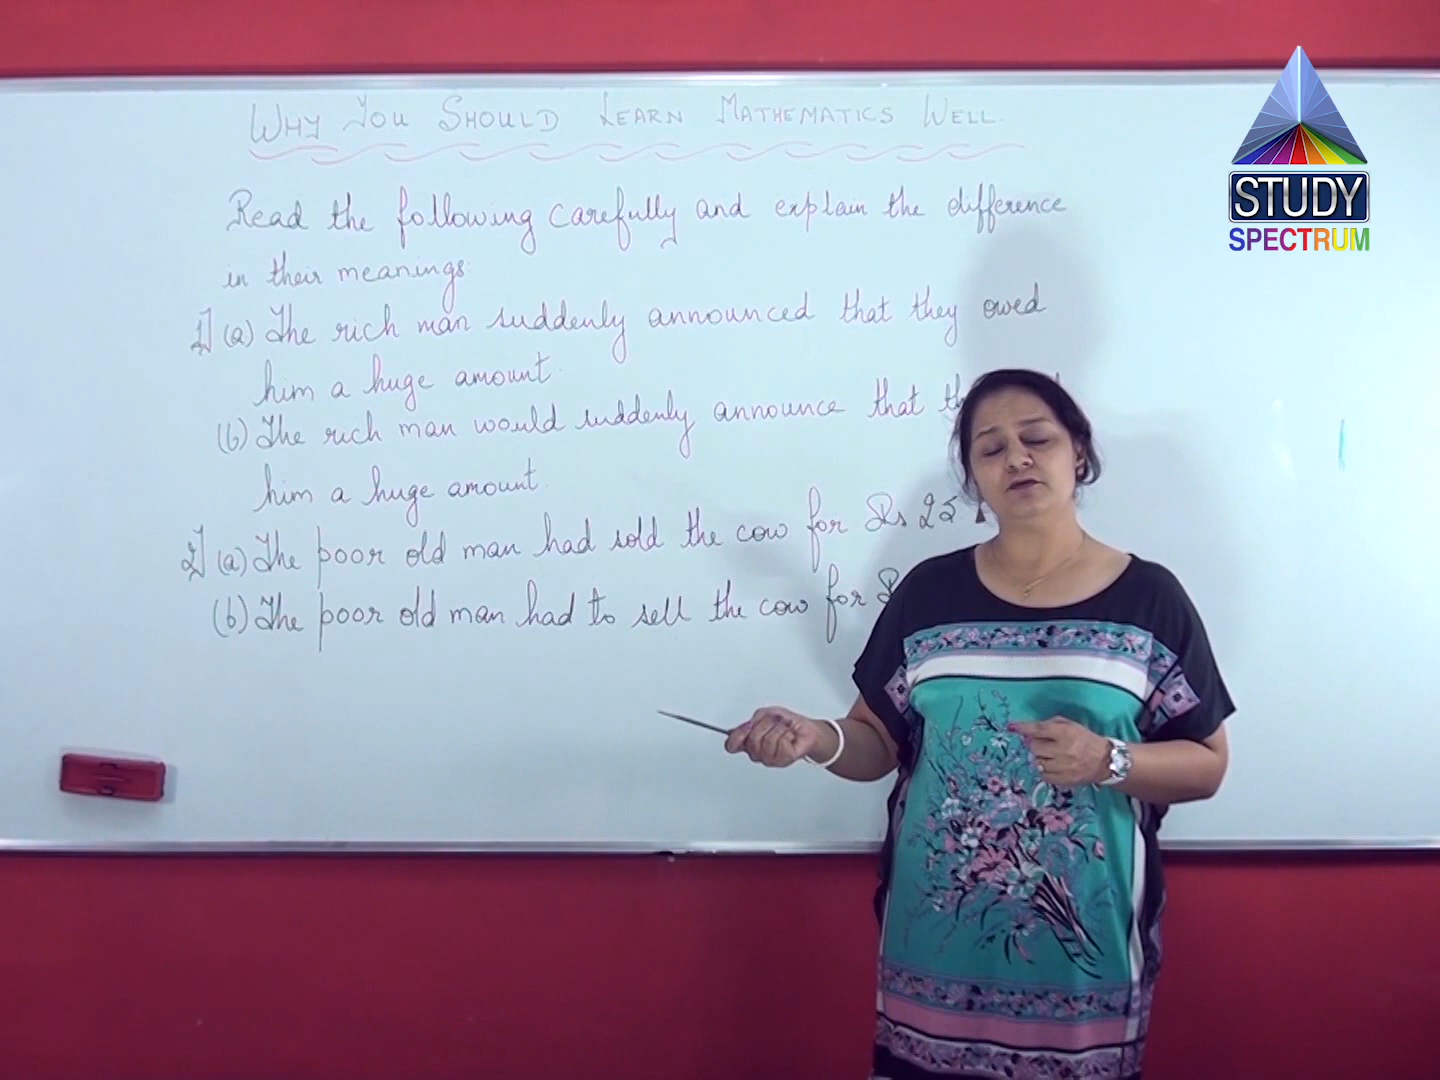 WHY YOU SHOULD LEARN MATHEMATICS WELL.
STUDY
SPECTRUM
Read the following carefully and explain the difference
in their meanings:
1] (a) The rich man suddenly announced that they owed
him a huge amount.
(b) The rich man would suddenly announce that
him a huge amount.
2] (a) The poor old man had sold the cow for Rs 25
(b) The poor old man had to sell the cow for